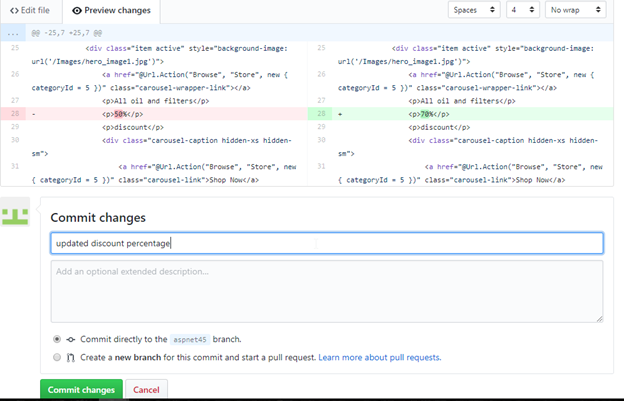 Edit file Preview changes Spaces 4 No wrap
... @@ -25,7 +25,7 @@
25 <div class="item active" style="background-image: 25 <div class="item active" style="background-image:
url('/Images/hero_image1.jpg')"> url('/Images/hero_image1.jpg')">
26 <a href="@Url.Action("Browse", "Store", new { 26 <a href="@Url.Action("Browse", "Store", new {
categoryId = 5 })" class="carousel-wrapper-link"></a> categoryId = 5 })" class="carousel-wrapper-link"></a>
27 <p>All oil and filters</p> 27 <p>All oil and filters</p>
28 - <p>50%</p> 28 + <p>70%</p>
29 <p>discount</p> 29 <p>discount</p>
30 <div class="carousel-caption hidden-xs hidden- 30 <div class="carousel-caption hidden-xs hidden-
sm"> sm">
31 <a href="@Url.Action("Browse", "Store", new 31 <a href="@Url.Action("Browse", "Store", new
{ categoryId = 5 })" class="carousel-link">Shop Now</a> { categoryId = 5 })" class="carousel-link">Shop Now</a>
Commit changes
updated discount percentage
Add an optional extended description...
Commit directly to the aspnet45 branch.
Create a new branch for this commit and start a pull request. Learn more about pull requests.
Commit changes Cancel